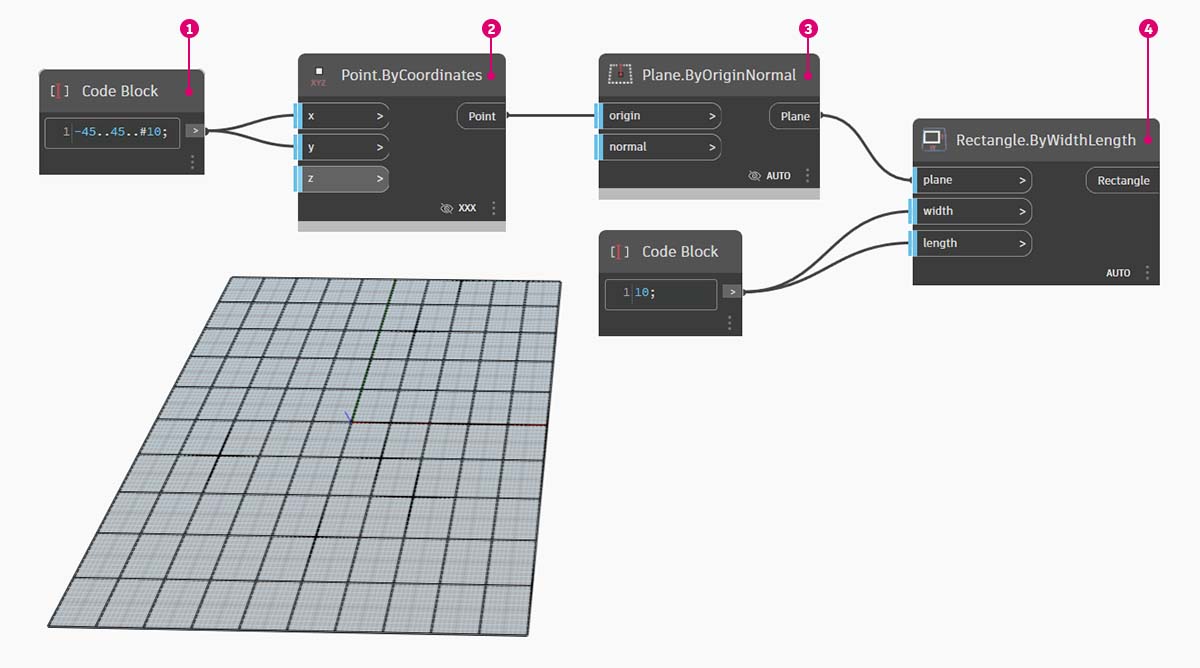 1
2
3
4
Code Block
1 -45..45..#10;
>
XYZ
Point.ByCoordinates
x >
Point
y >
z >
XXX
Plane.ByOriginNormal
origin >
Plane
normal >
AUTO
Code Block
1 10;
>
Rectangle.ByWidthLength
plane >
Rectangle
width >
length >
AUTO